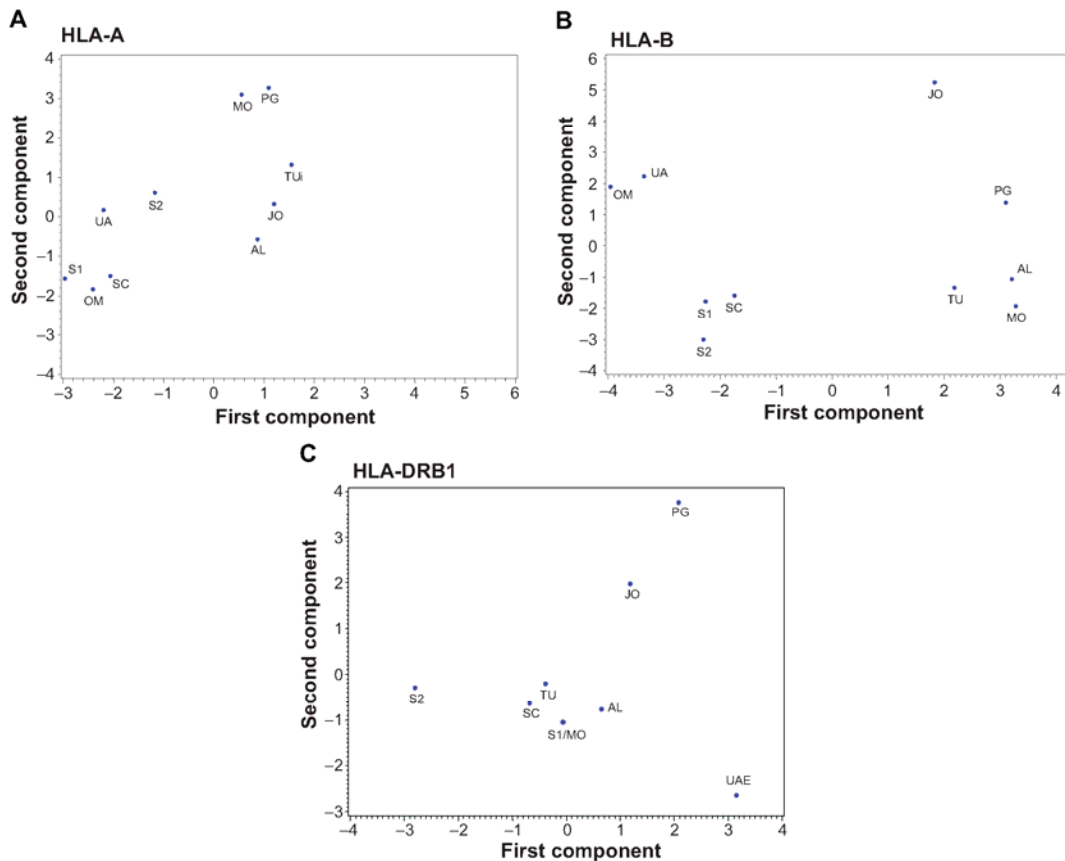 A
HLA-A
Second component
4
3
2
1
0
−1
−2
−3
−4
MO
PG
TUi
JO
AL
S2
UA
S1
SC
OM
−3
−2
−1
0
1
2
3
4
5
6
First component
B
HLA-B
Second component
6
5
4
3
2
1
0
−1
−2
−3
−4
JO
UA
OM
PG
AL
TU
MO
S1
SC
S2
−4
−3
−2
−1
0
1
2
3
4
First component
C
HLA-DRB1
Second component
4
3
2
1
0
−1
−2
−3
PG
JO
S2
TU
SC
AL
S1/MO
UAE
−4
−3
−2
−1
0
1
2
3
4
First component